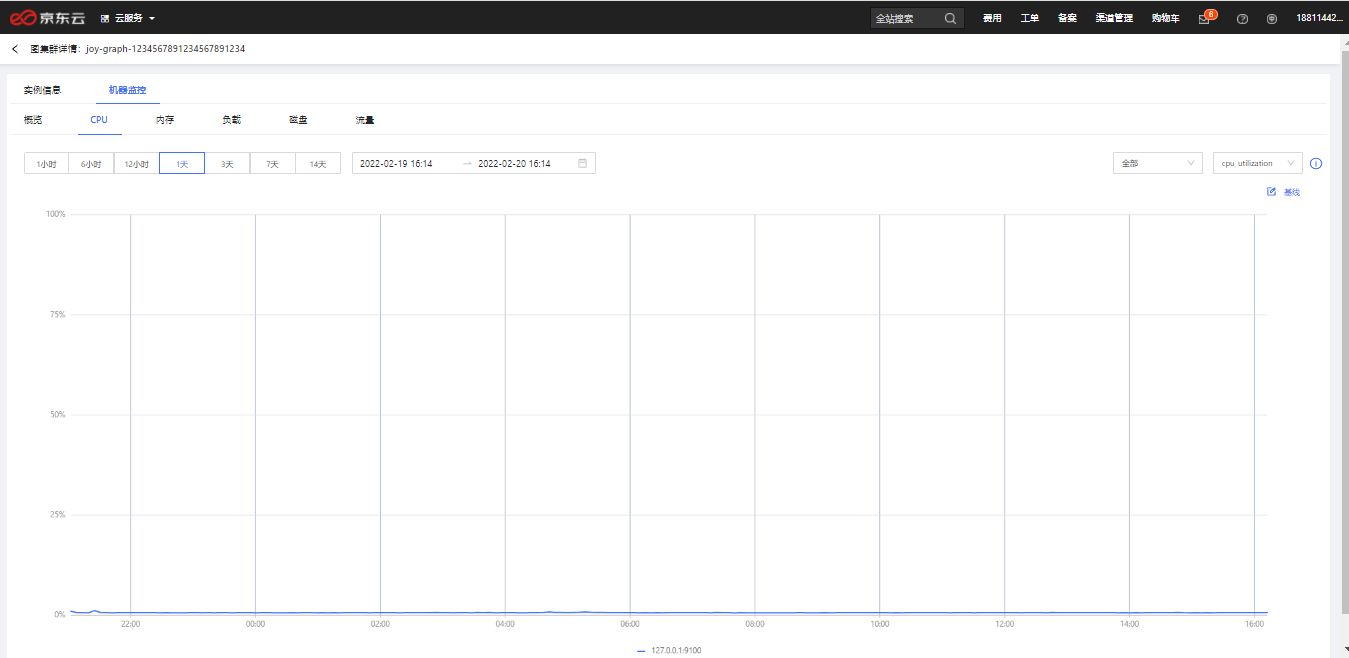 京东云 云服务 全站搜索 费用 工单 备案 渠道管理 购物车 6 18811442...
图集群详情：joy-graph-1234567891234567891234
实例信息 机器监控
概览 CPU 内存 负载 磁盘 流量
1小时 6小时 12小时 1天 3天 7天 14天 2022-02-19 16:14 → 2022-02-20 16:14 全部 cpu_utilization
基线
100%
75%
50%
25%
0%
22:00 00:00 02:00 04:00 06:00 08:00 10:00 12:00 14:00 16:00
127.0.0.1:9100